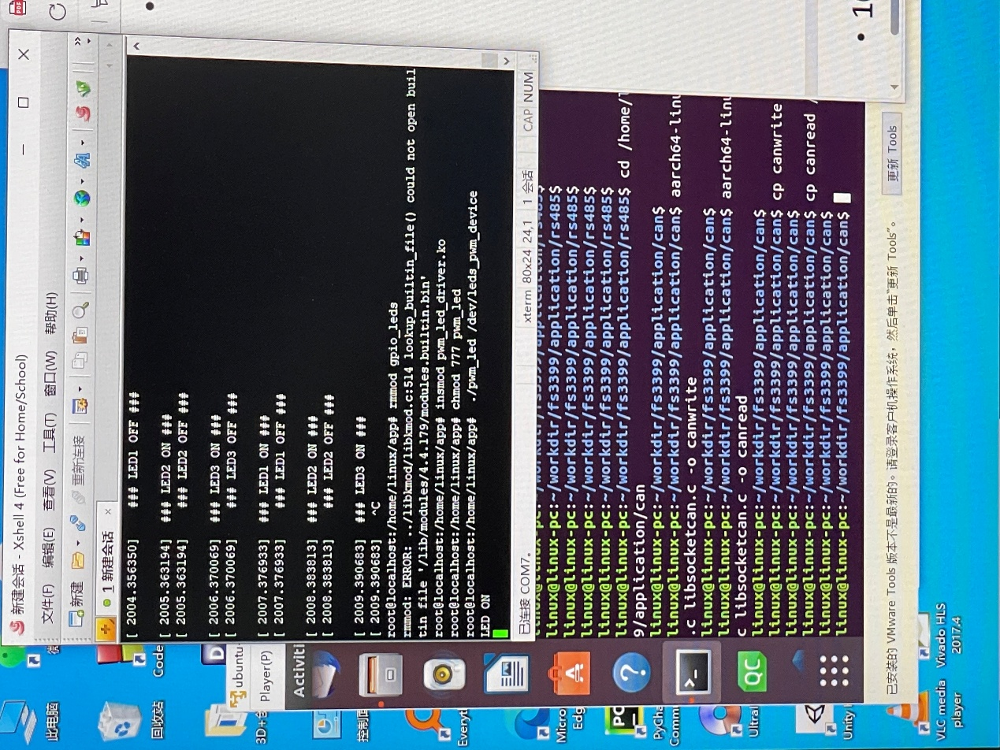 新建会话 - Xshell 4 (Free for Home/School)
文件(F) 编辑(E) 查看(V) 工具(T) 窗口(W) 帮助(H)
新建 重新连接
1 新建会话
[ 2004.356350] ### LED1 OFF ###
[ 2005.363194] ### LED2 ON ###
[ 2005.363194] ### LED2 OFF ###
[ 2006.370069] ### LED3 ON ###
[ 2006.370069] ### LED3 OFF ###
[ 2007.376933] ### LED1 ON ###
[ 2007.376933] ### LED1 OFF ###
[ 2008.383813] ### LED2 ON ###
[ 2008.383813] ### LED2 OFF ###
[ 2009.390683] ### LED3 ON ###
[ 2009.390683] ^C
root@localhost:/home/linux/app# rmmod gpio_leds
rmmod: ERROR: ../libkmod/libkmod.c:514 lookup_builtin_file() could not open buil
tin file '/lib/modules/4.4.179/modules.builtin.bin'
root@localhost:/home/linux/app# insmod pwm_led_driver.ko
root@localhost:/home/linux/app# chmod 777 pwm_led
root@localhost:/home/linux/app# ./pwm_led /dev/leds_pwm_device
LED ON
已连接 COM7。 xterm 80x24 24,1 1 会话 CAP NUM
linux@linux-pc:~/workdir/fs3399/application/rs485$
linux@linux-pc:~/workdir/fs3399/application/rs485$
linux@linux-pc:~/workdir/fs3399/application/rs485$
linux@linux-pc:~/workdir/fs3399/application/rs485$
linux@linux-pc:~/workdir/fs3399/application/rs485$ cd /home/
9/application/can
linux@linux-pc:~/workdir/fs3399/application/can$
linux@linux-pc:~/workdir/fs3399/application/can$ aarch64-linu
.c libsocketcan.c -o canwrite
linux@linux-pc:~/workdir/fs3399/application/can$
linux@linux-pc:~/workdir/fs3399/application/can$ aarch64-linu
c libsocketcan.c -o canread
linux@linux-pc:~/workdir/fs3399/application/can$
linux@linux-pc:~/workdir/fs3399/application/can$ cp canwrite
linux@linux-pc:~/workdir/fs3399/application/can$
linux@linux-pc:~/workdir/fs3399/application/can$ cp canread /
linux@linux-pc:~/workdir/fs3399/application/can$
linux@linux-pc:~/workdir/fs3399/application/can$
已安装的 VMware Tools 版本不是最新的。请登录客户机操作系统，然后单击“更新 Tools”。 更新 Tools
ubuntu
Player(P)
Activiti
QC
PDF
此电脑
回收站
Code
3D+
Everyt
Micro
Edg
PC
PyCha
Comm
Ultral
Unity
VLC media
player
Vivado HLS
2017.4